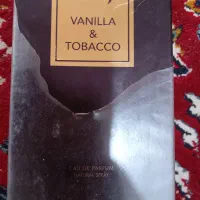 VANILLA
&
TOBACCO
EAU DE PARFUM
NATURAL SPRAY